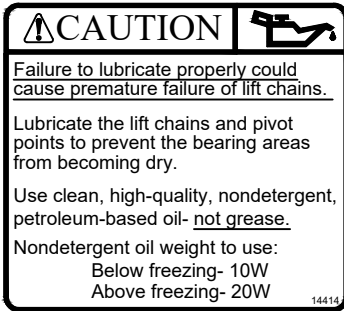 CAUTION
Failure to lubricate properly could
cause premature failure of lift chains.
Lubricate the lift chains and pivot
points to prevent the bearing areas
from becoming dry.
Use clean, high-quality, nondetergent,
petroleum-based oil- not grease.
Nondetergent oil weight to use:
Below freezing- 10W
Above freezing- 20W
14414